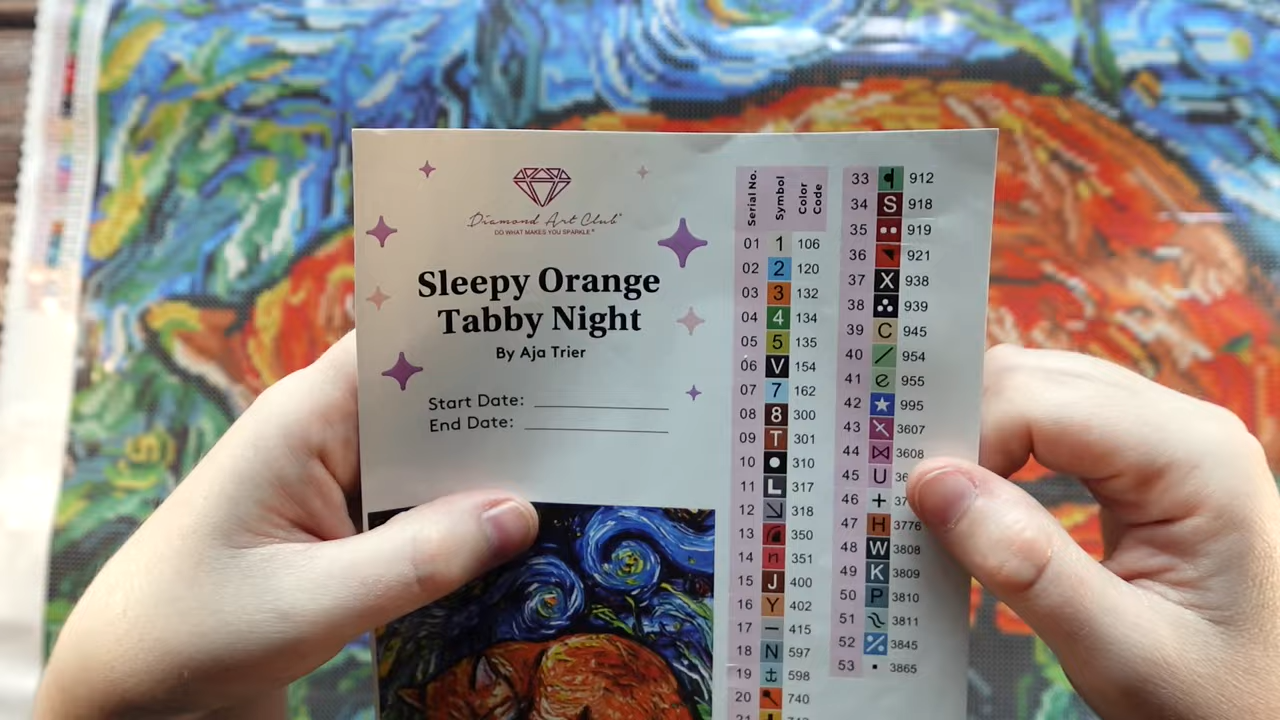 Diamond Art Club
DO WHAT MAKES YOU SPARKLE
Sleepy Orange
Tabby Night
By Aja Trier
Start Date:
End Date:
Serial No. Symbol Color Code
01 1 106
02 2 120
03 3 132
04 4 134
05 5 135
06 V 154
07 7 162
08 8 300
09 T 301
10 ● 310
11 L 317
12 ↘ 318
13 350
14 n 351
15 J 400
16 Y 402
17 – 415
18 N 597
19 ⚓ 598
20 740
33 912
34 S 918
35 •• 919
36 921
37 X 938
38 939
39 C 945
40 / 954
41 e 955
42 ★ 995
43 3607
44 ⋈ 3608
45 U
46 +
47 H 3776
48 W 3808
49 K 3809
50 P 3810
51 3811
52 3845
53 ▪ 3865